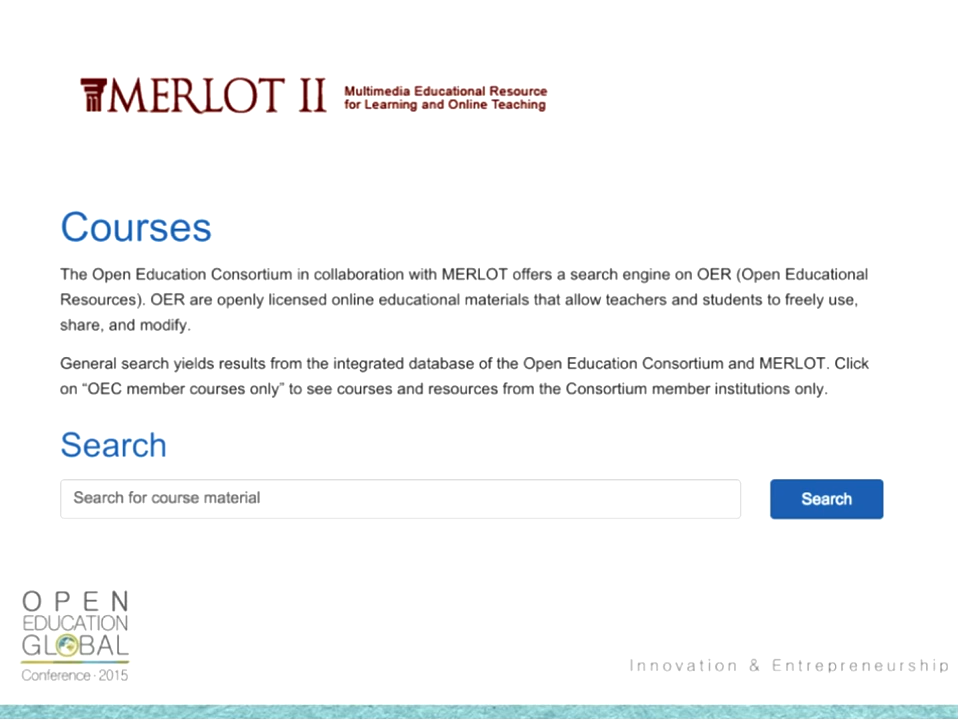 MERLOT II
Multimedia Educational Resource
for Learning and Online Teaching
Courses
The Open Education Consortium in collaboration with MERLOT offers a search engine on OER (Open Educational
Resources). OER are openly licensed online educational materials that allow teachers and students to freely use,
share, and modify.
General search yields results from the integrated database of the Open Education Consortium and MERLOT. Click
on “OEC member courses only” to see courses and resources from the Consortium member institutions only.
Search
Search for course material
Search
OPEN
EDUCATION
GLOBAL
Conference · 2015
Innovation & Entrepreneurship